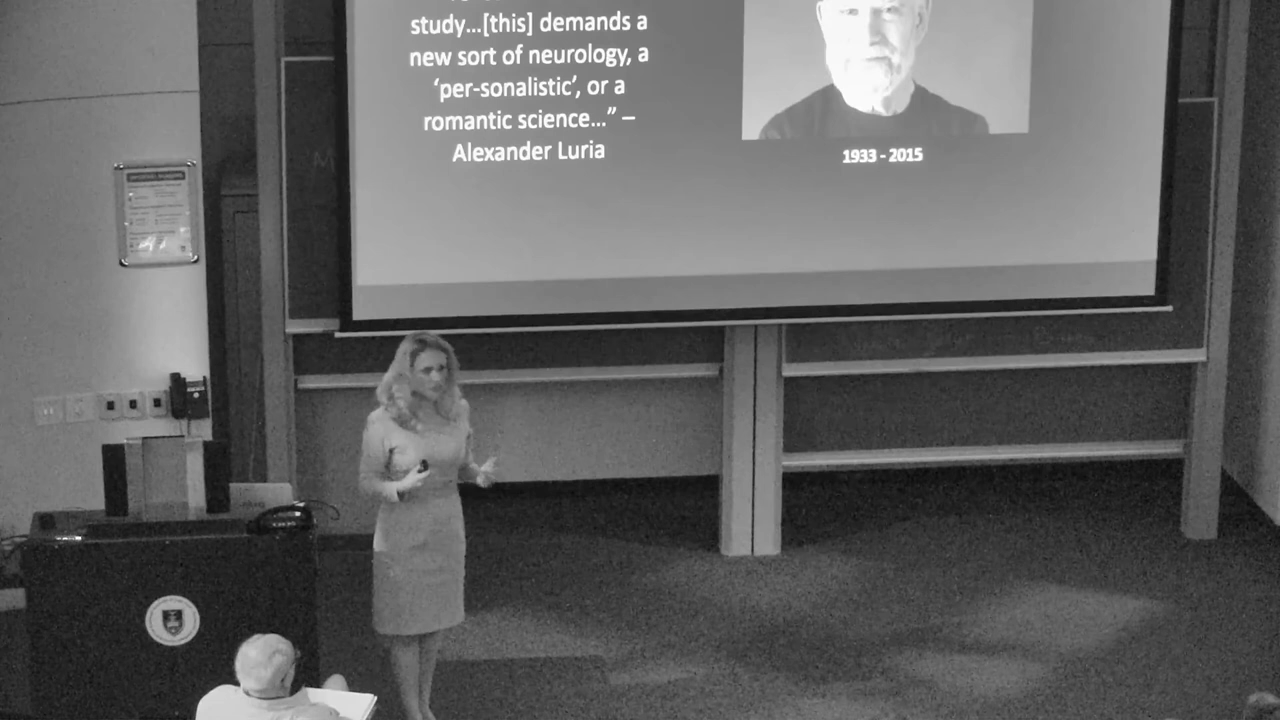 study...[this] demands a
new sort of neurology, a
‘per-sonalistic’, or a
romantic science...” –
Alexander Luria
1933 - 2015